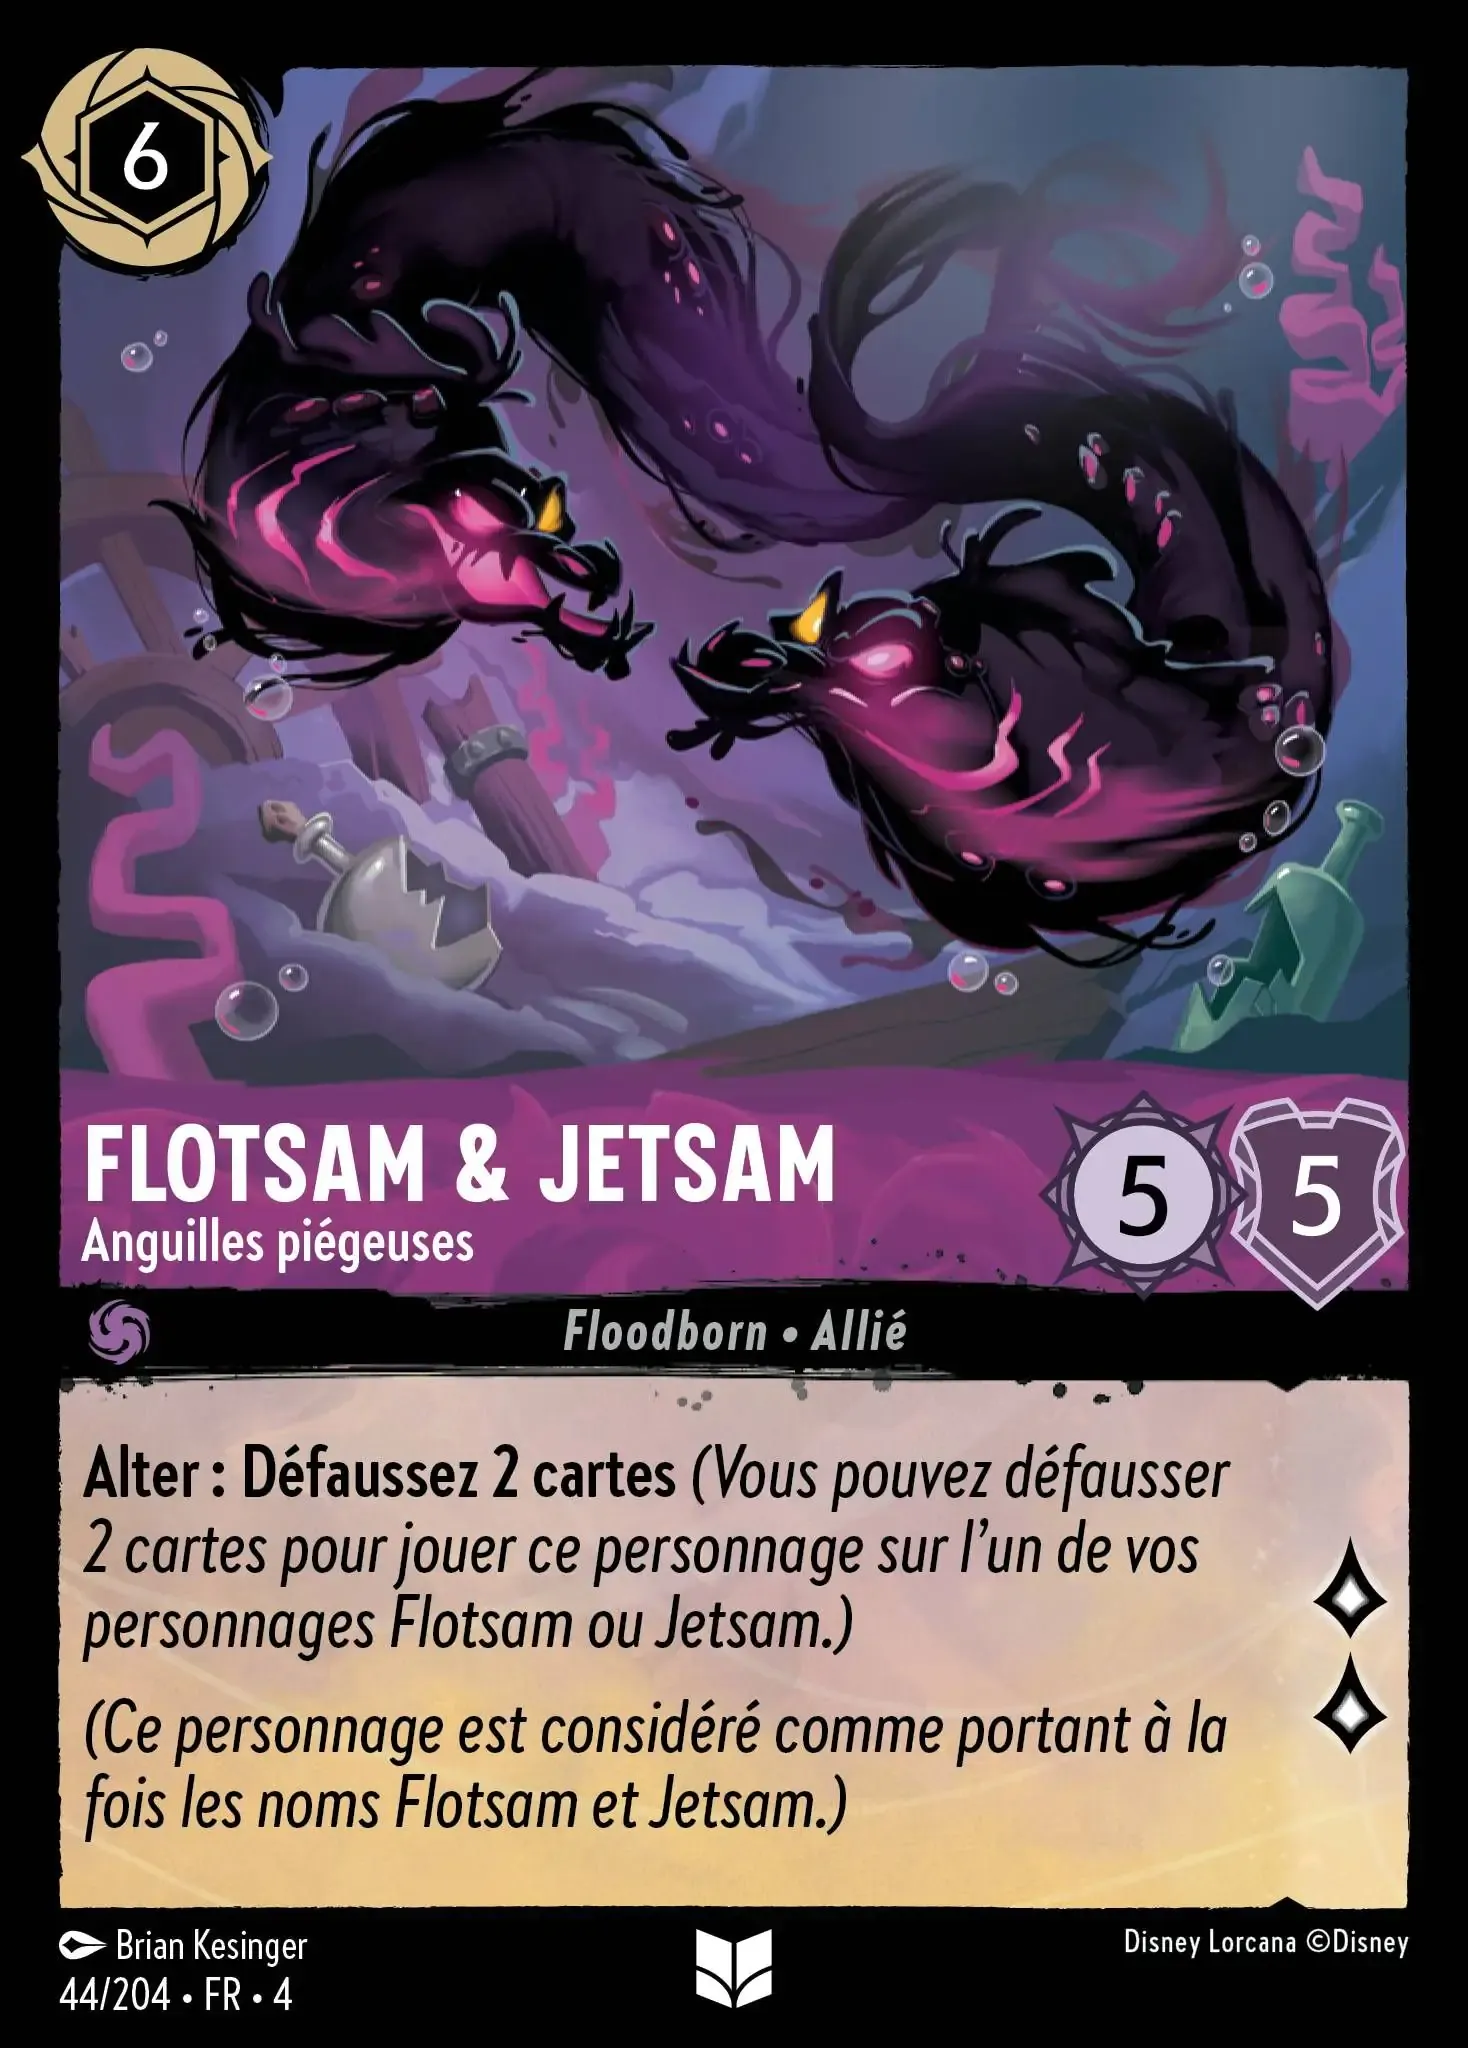 6
FLOTSAM & JETSAM
Anguilles piégeuses
5
5
Floodborn • Allié
Alter : Défaussez 2 cartes (Vous pouvez défausser
2 cartes pour jouer ce personnage sur l’un de vos
personnages Flotsam ou Jetsam.)
(Ce personnage est considéré comme portant à la
fois les noms Flotsam et Jetsam.)
Brian Kesinger
Disney Lorcana ©Disney
44/204 • FR • 4